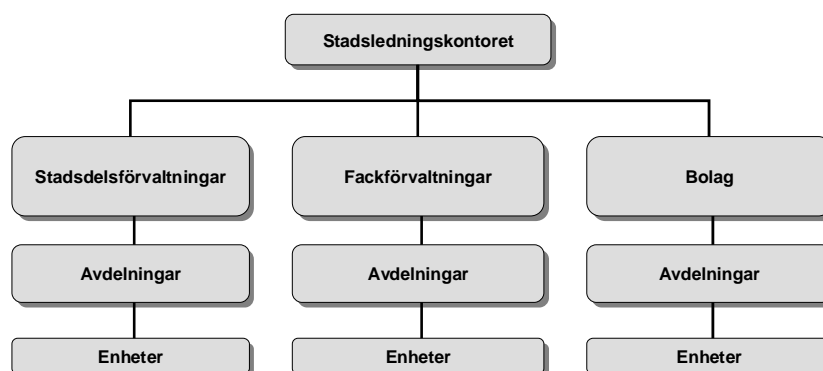 Stadsledningskontoret
Stadsdelsförvaltningar
Fackförvaltningar
Bolag
Avdelningar
Avdelningar
Avdelningar
Enheter
Enheter
Enheter